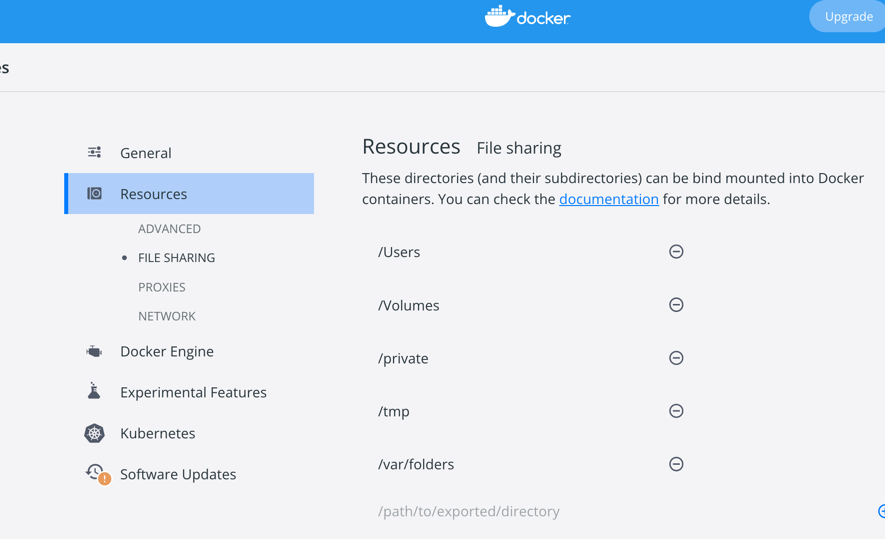 docker
Upgrade
es
General
Resources
ADVANCED
FILE SHARING
PROXIES
NETWORK
Docker Engine
Experimental Features
Kubernetes
Software Updates
Resources File sharing
These directories (and their subdirectories) can be bind mounted into Docker
containers. You can check the documentation for more details.
/Users
/Volumes
/private
/tmp
/var/folders
/path/to/exported/directory